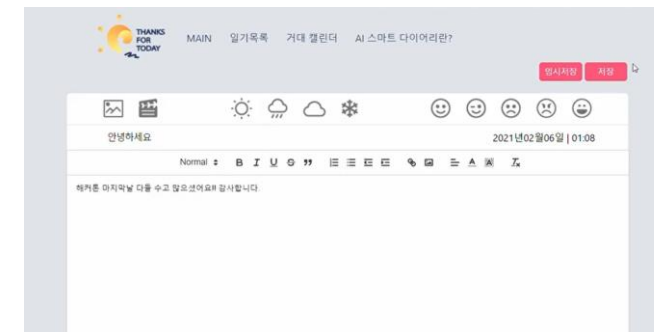 THANKS
FOR
TODAY
MAIN 일기목록 거대 캘린더 AI 스마트 다이어리란?
임시저장 저장
안녕하세요 2021년02월06일 | 01:08
Normal
해커톤 마지막날 다들 수고 많으셨어요!! 감사합니다.